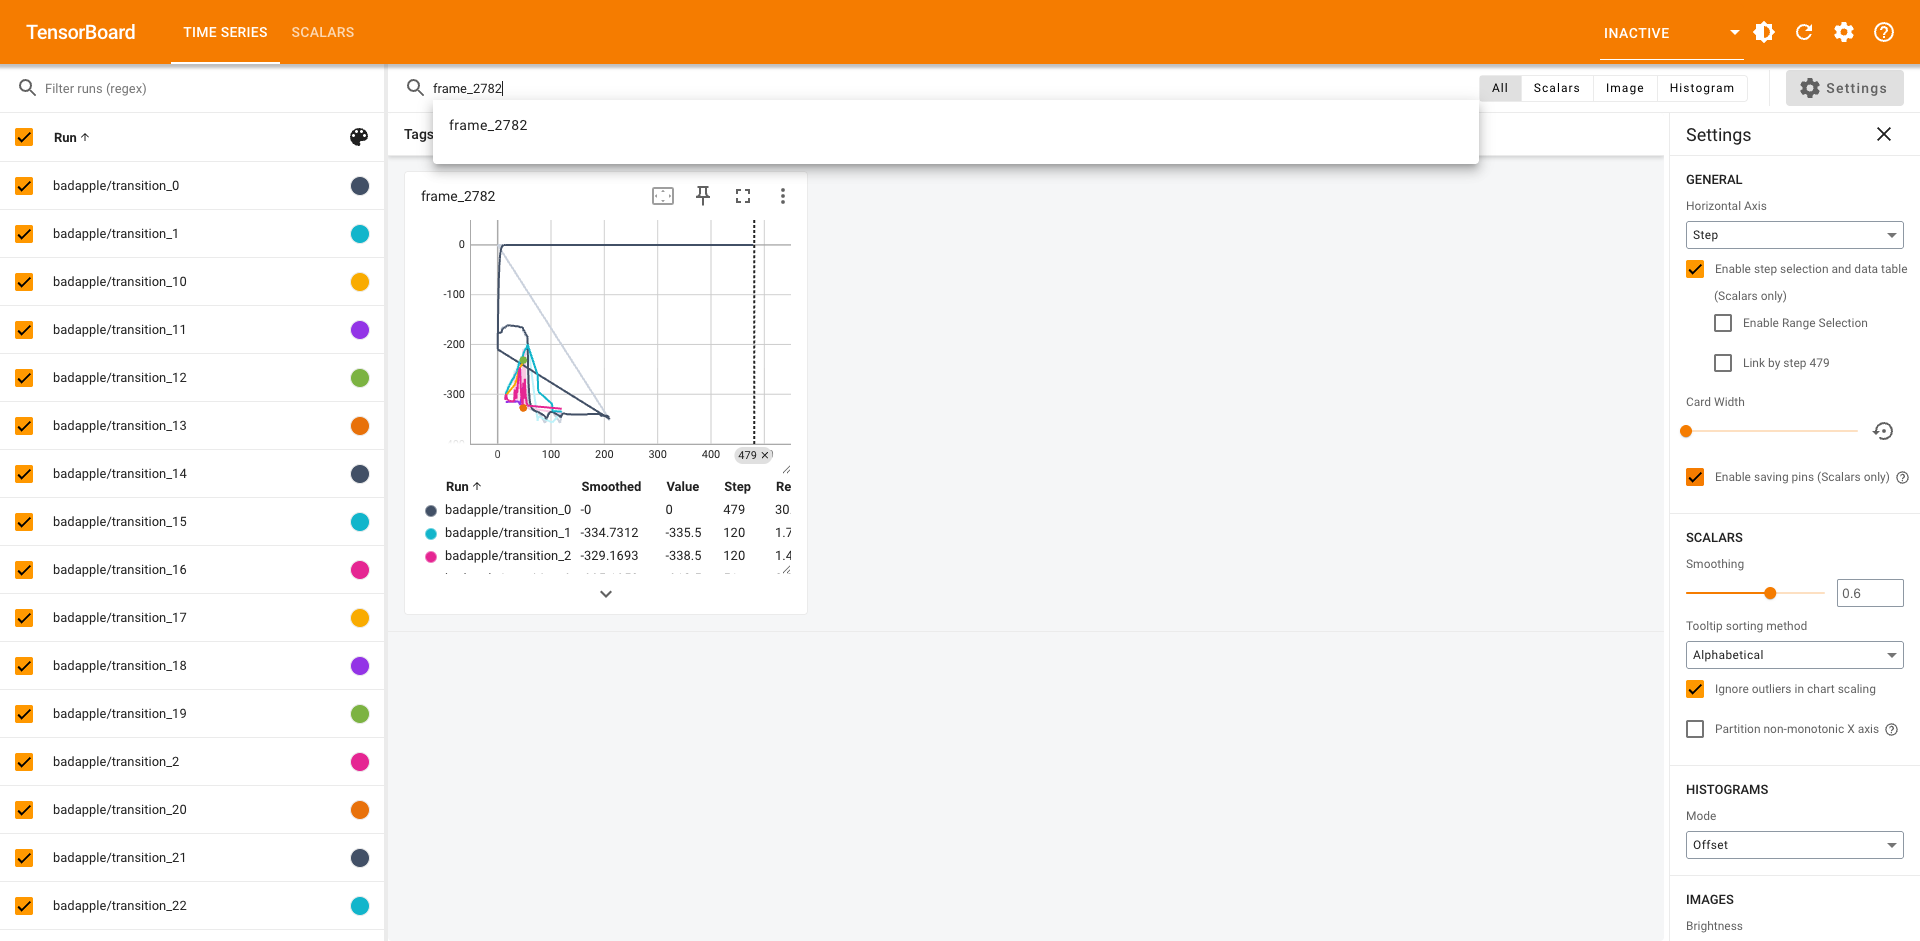 TensorBoard TIME SERIES SCALARS INACTIVE
Filter runs (regex)
frame_2782
All Scalars Image Histogram Settings
frame_2782
Run
Tags
badapple/transition_0
badapple/transition_1
badapple/transition_10
badapple/transition_11
badapple/transition_12
badapple/transition_13
badapple/transition_14
badapple/transition_15
badapple/transition_16
badapple/transition_17
badapple/transition_18
badapple/transition_19
badapple/transition_2
badapple/transition_20
badapple/transition_21
badapple/transition_22
frame_2782
0
-100
-200
-300
0 100 200 300 400 479
Run Smoothed Value Step Re
badapple/transition_0 -0 0 479 30.
badapple/transition_1 -334.7312 -335.5 120 1.7
badapple/transition_2 -329.1693 -338.5 120 1.4
Settings
GENERAL
Horizontal Axis
Step
Enable step selection and data table
(Scalars only)
Enable Range Selection
Link by step 479
Card Width
Enable saving pins (Scalars only)
SCALARS
Smoothing
0.6
Tooltip sorting method
Alphabetical
Ignore outliers in chart scaling
Partition non-monotonic X axis
HISTOGRAMS
Mode
Offset
IMAGES
Brightness